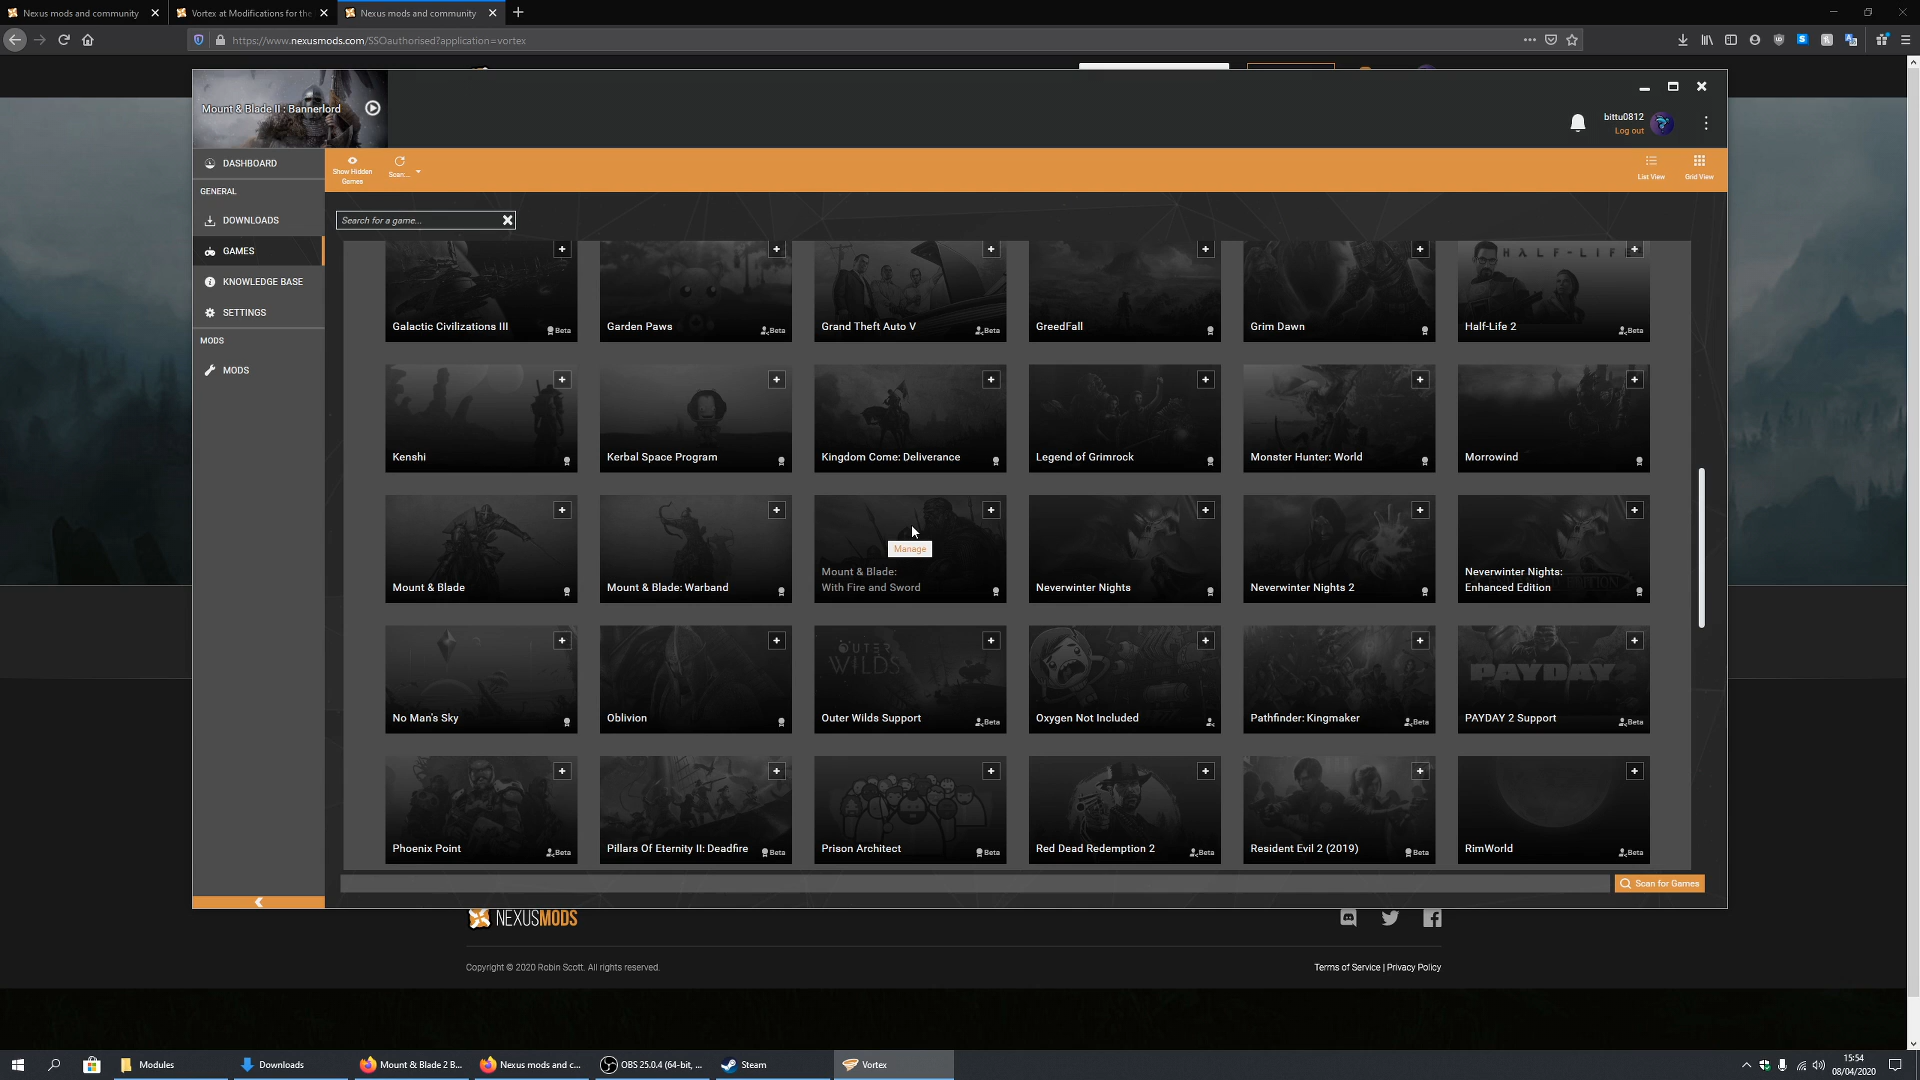 Nexus mods and community
Vortex at Modifications for the
Nexus mods and community
https://www.nexusmods.com/SSOauthorised?application=vortex
Mount & Blade II : Bannerlord
bittu0812
Log out
DASHBOARD
GENERAL
DOWNLOADS
GAMES
KNOWLEDGE BASE
SETTINGS
MODS
MODS
Show Hidden
Games
Scan:...
List View
Grid View
Search for a game...
HALF-LIF
Galactic Civilizations III
Beta
Garden Paws
Beta
Grand Theft Auto V
Beta
GreedFall
Grim Dawn
Half-Life 2
Beta
Kenshi
Kerbal Space Program
Kingdom Come: Deliverance
Legend of Grimrock
Monster Hunter: World
Morrowind
Mount & Blade
Mount & Blade: Warband
Manage
Mount & Blade:
With Fire and Sword
Neverwinter Nights
Neverwinter Nights 2
Neverwinter Nights:
Enhanced Edition
OUTER
WILDS
PAYDAY 2
No Man's Sky
Oblivion
Outer Wilds Support
Beta
Oxygen Not Included
Pathfinder: Kingmaker
Beta
PAYDAY 2 Support
Beta
Phoenix Point
Beta
Pillars Of Eternity II: Deadfire
Beta
Prison Architect
Beta
Red Dead Redemption 2
Beta
Resident Evil 2 (2019)
Beta
RimWorld
Beta
Scan for Games
NEXUSMODS
Copyright © 2020 Robin Scott. All rights reserved.
Terms of Service | Privacy Policy
Modules
Downloads
Mount & Blade 2 B...
Nexus mods and c...
OBS 25.0.4 (64-bit, ...
Steam
Vortex
15:54
08/04/2020